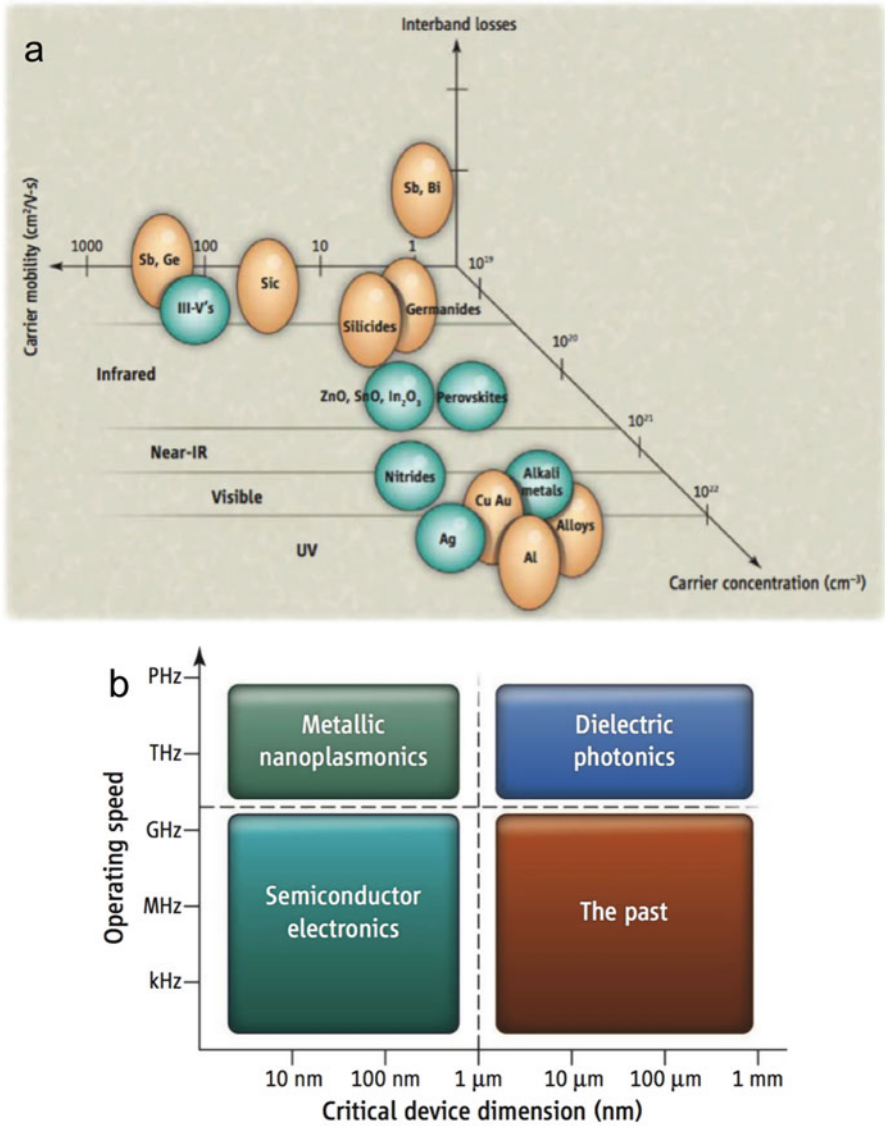 a
Interband losses
Carrier mobility (cm²/V-s)
Sb, Bi
1000
100
10
1
10¹⁹
Sb, Ge
Sic
III-V's
Germanides
Silicides
10²⁰
Infrared
ZnO, SnO, In₂O₃
Perovskites
10²¹
Near-IR
Nitrides
Alkali
metals
10²²
Visible
Cu Au
Alloys
UV
Ag
Al
Carrier concentration (cm⁻³)
b
Operating speed
PHz
THz
GHz
MHz
kHz
Metallic
nanoplasmonics
Dielectric
photonics
Semiconductor
electronics
The past
10 nm
100 nm
1 μm
10 μm
100 μm
1 mm
Critical device dimension (nm)